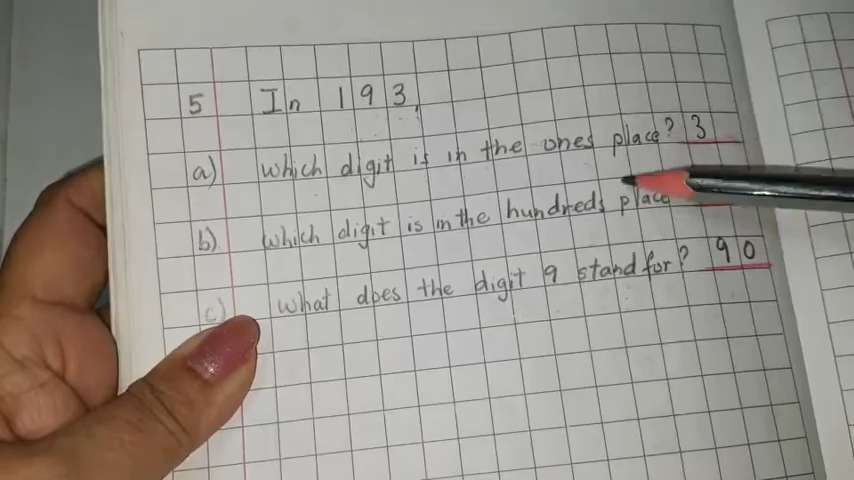 5 In 193,
a) which digit is in the ones place? 3
b) which digit is in the hundreds place
c) what does the digit 9 stand for? 90